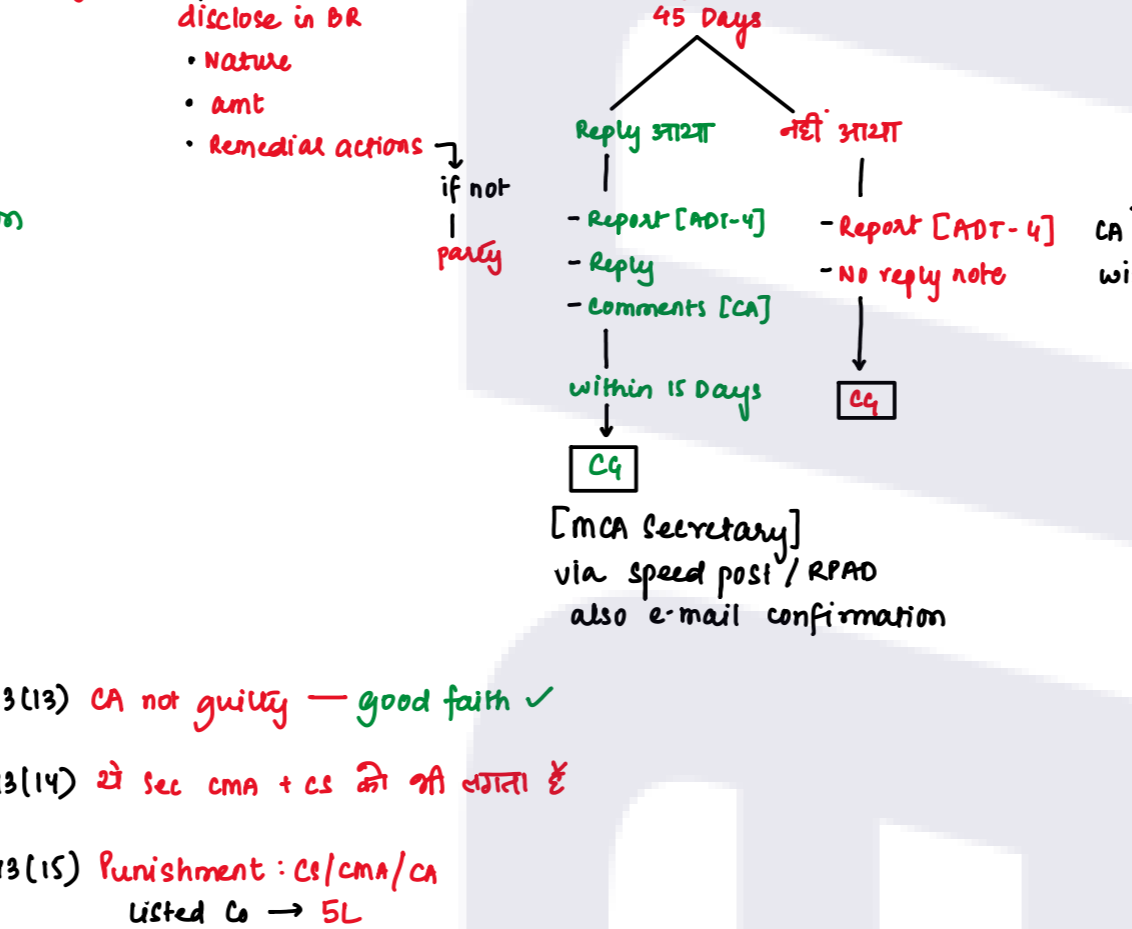 disclose in BR
• Nature
• amt
• Remedial actions
if not
party
45 Days
Reply आया
- Report [ADT-4]
- Reply
- Comments [CA]
within 15 Days
CG
[MCA Secretary]
via speed post / RPAD
also e-mail confirmation
नहीं आया
- Report [ADT-4]
- No reply note
CG
CA
wi
3(13) CA not guilty — good faith ✓
3(14) ये Sec CMA + CS को भी लगता है
3(15) Punishment : CS/CMA/CA
Listed Co → 5L